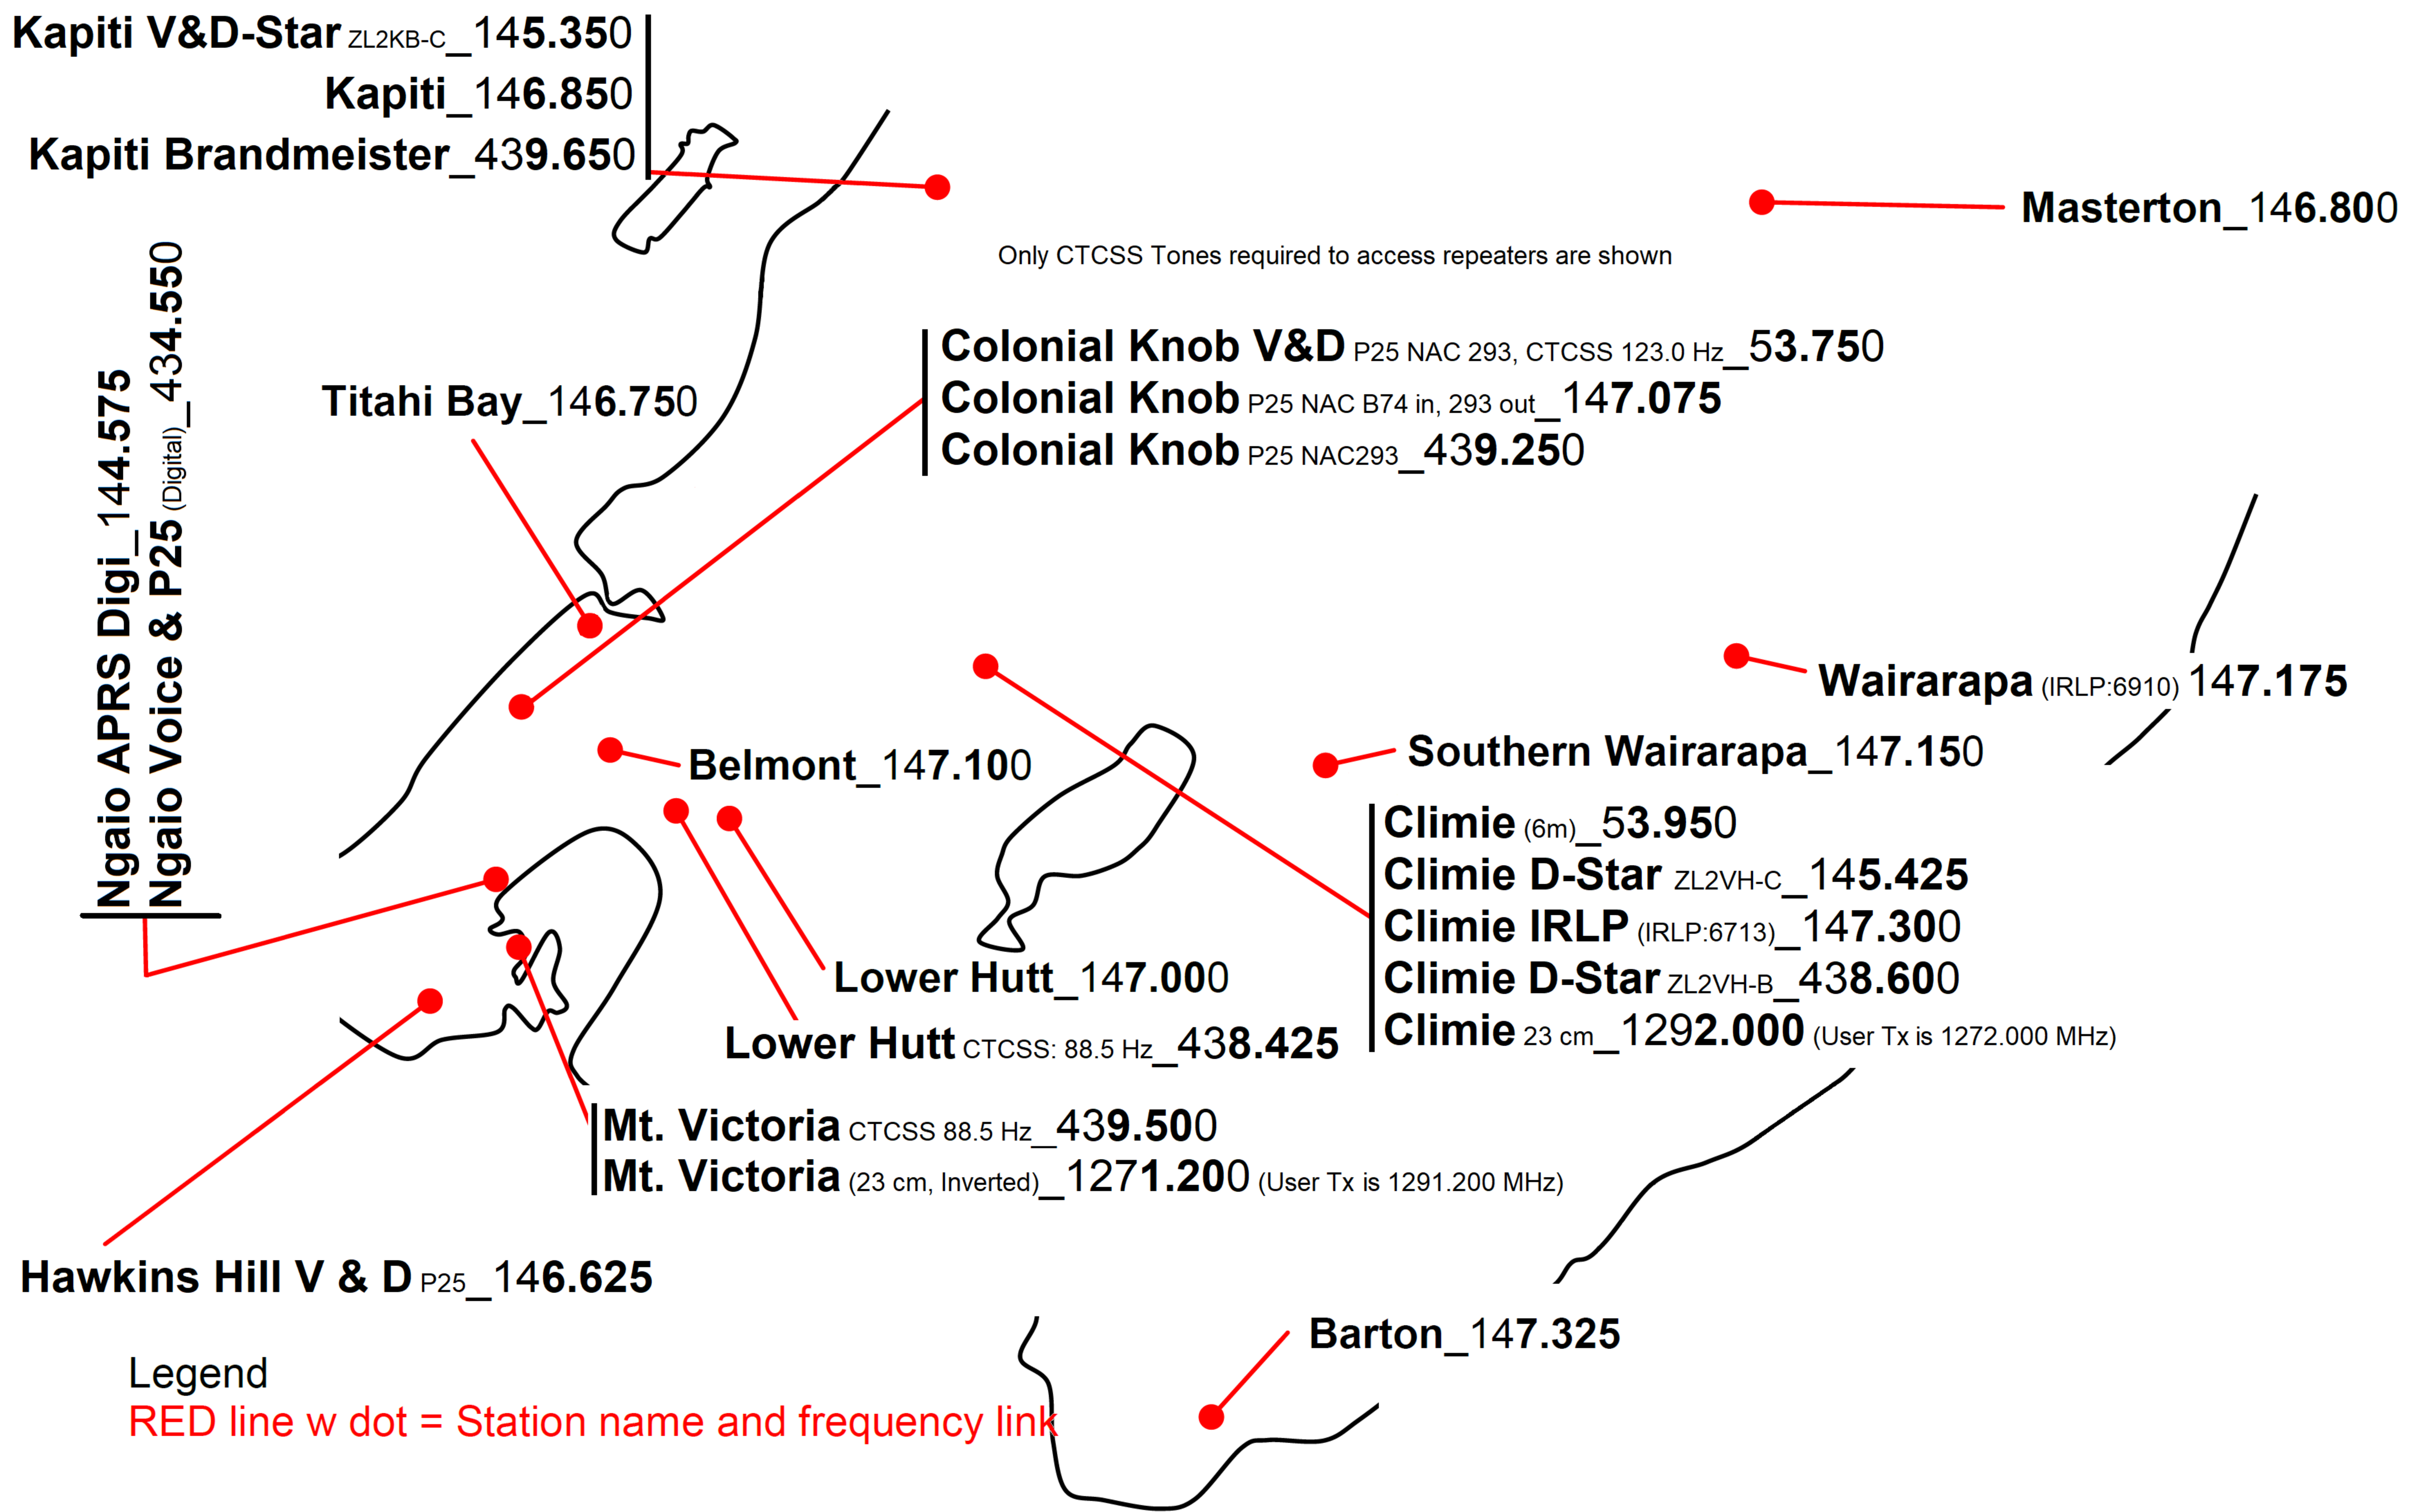 Kapiti V&D-Star ZL2KB-C_145.350
Kapiti_146.850
Kapiti Brandmeister_439.650
Masterton_146.800
Only CTCSS Tones required to access repeaters are shown
Ngaio APRS Digi_144.575
Ngaio Voice & P25 (Digital)_434.550
Titahi Bay_146.750
Colonial Knob V&D P25 NAC 293, CTCSS 123.0 Hz_53.750
Colonial Knob P25 NAC B74 in, 293 out_147.075
Colonial Knob P25 NAC293_439.250
Wairarapa (IRLP:6910) 147.175
Belmont_147.100
Southern Wairarapa_147.150
Climie (6m)_53.950
Climie D-Star ZL2VH-C_145.425
Climie IRLP (IRLP:6713)_147.300
Climie D-Star ZL2VH-B_438.600
Climie 23 cm_1292.000 (User Tx is 1272.000 MHz)
Lower Hutt_147.000
Lower Hutt CTCSS: 88.5 Hz_438.425
Mt. Victoria CTCSS 88.5 Hz_439.500
Mt. Victoria (23 cm, Inverted)_1271.200 (User Tx is 1291.200 MHz)
Hawkins Hill V & D P25_146.625
Barton_147.325
Legend
RED line w dot = Station name and frequency link